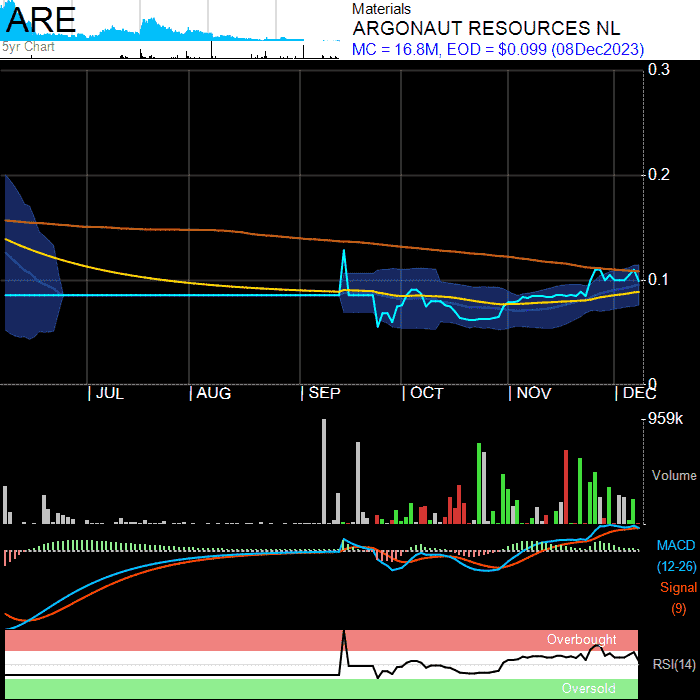 ARE
5yr Chart
Materials
ARGONAUT RESOURCES NL
MC = 16.8M, EOD = $0.099 (08Dec2023)
0.3
0.2
0.1
0
JUL AUG SEP OCT NOV DEC
959k
Volume
MACD
(12-26)
Signal
(9)
Overbought
RSI(14)
Oversold